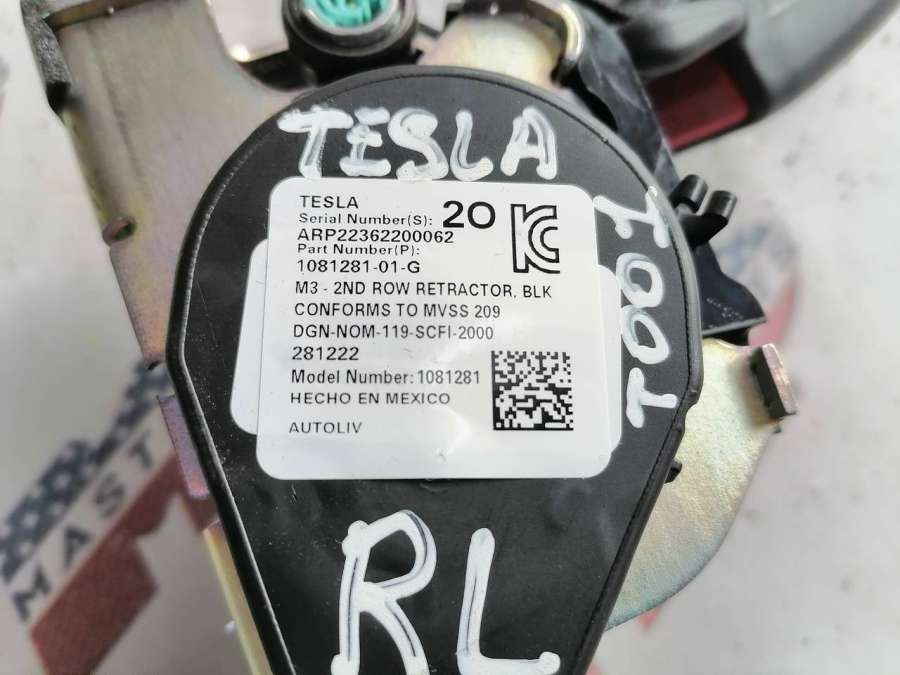 TESLA
TESLA
Serial Number(S): 20
ARP22362200062
Part Number(P):
1081281-01-G
M3 - 2ND ROW RETRACTOR, BLK
CONFORMS TO MVSS 209
DGN-NOM-119-SCFI-2000
281222
Model Number: 1081281
HECHO EN MEXICO
AUTOLIV
RL
MAST